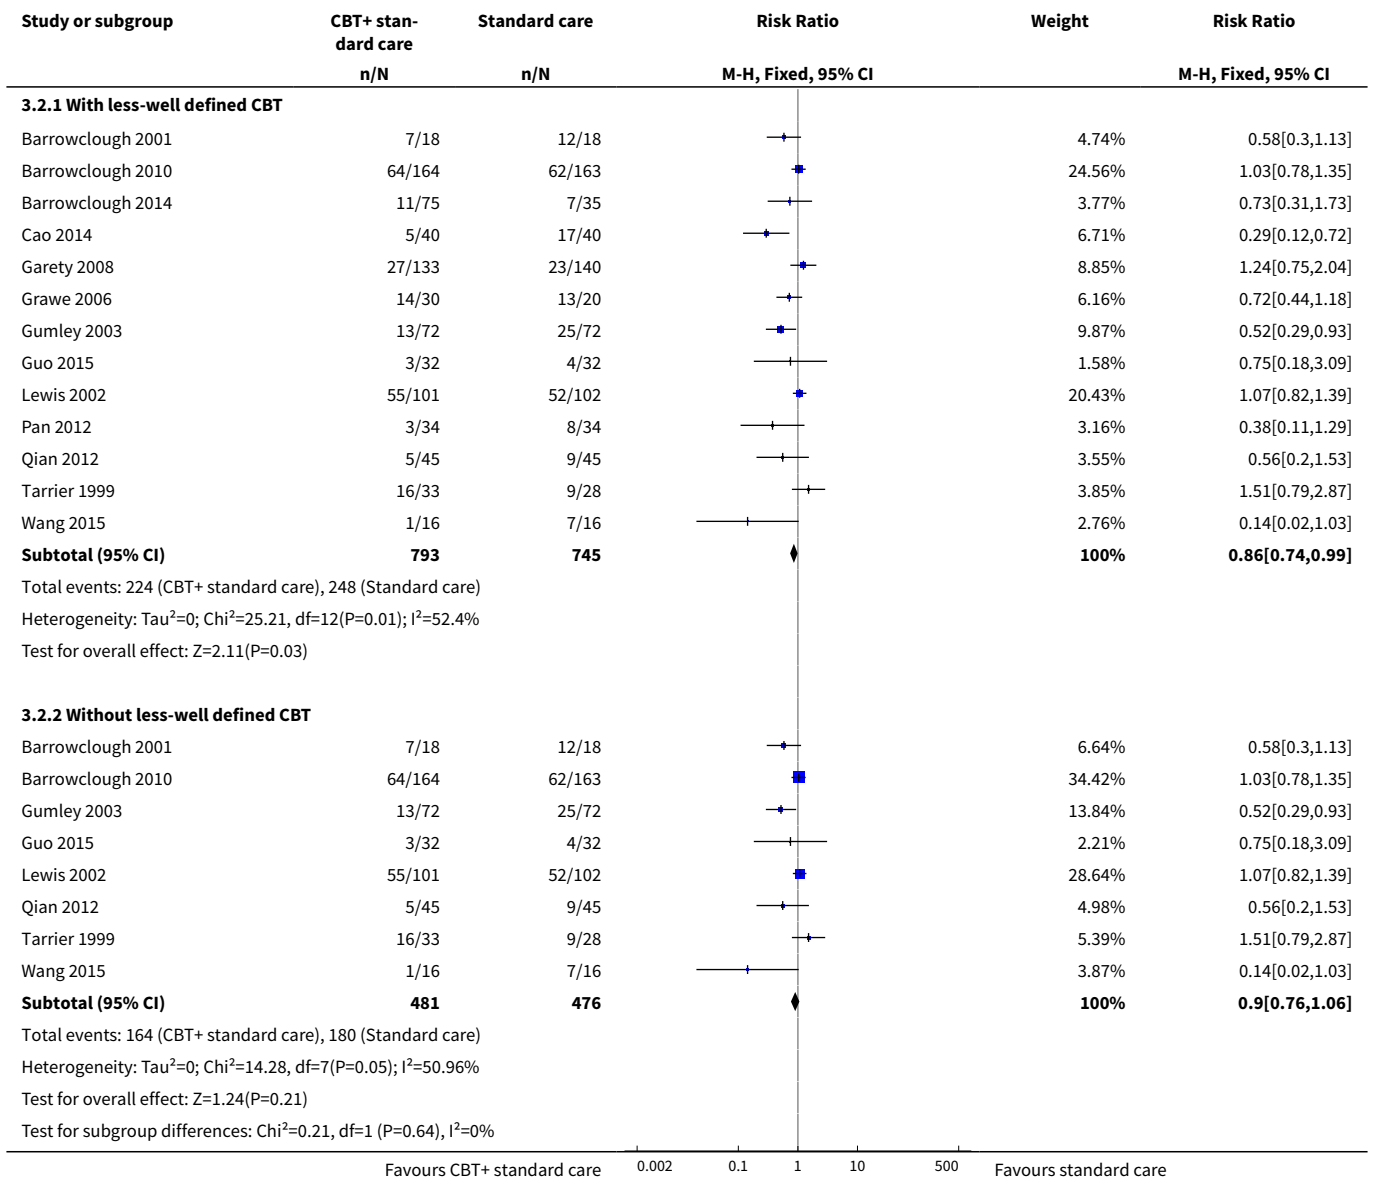 Study or subgroup CBT+ stan- Standard care Risk Ratio Weight Risk Ratio
dard care
n/N n/N M-H, Fixed, 95% CI M-H, Fixed, 95% CI
3.2.1 With less-well defined CBT
Barrowclough 2001 7/18 12/18 4.74% 0.58[0.3,1.13]
Barrowclough 2010 64/164 62/163 24.56% 1.03[0.78,1.35]
Barrowclough 2014 11/75 7/35 3.77% 0.73[0.31,1.73]
Cao 2014 5/40 17/40 6.71% 0.29[0.12,0.72]
Garety 2008 27/133 23/140 8.85% 1.24[0.75,2.04]
Grawe 2006 14/30 13/20 6.16% 0.72[0.44,1.18]
Gumley 2003 13/72 25/72 9.87% 0.52[0.29,0.93]
Guo 2015 3/32 4/32 1.58% 0.75[0.18,3.09]
Lewis 2002 55/101 52/102 20.43% 1.07[0.82,1.39]
Pan 2012 3/34 8/34 3.16% 0.38[0.11,1.29]
Qian 2012 5/45 9/45 3.55% 0.56[0.2,1.53]
Tarrier 1999 16/33 9/28 3.85% 1.51[0.79,2.87]
Wang 2015 1/16 7/16 2.76% 0.14[0.02,1.03]
Subtotal (95% CI) 793 745 100% 0.86[0.74,0.99]
Total events: 224 (CBT+ standard care), 248 (Standard care)
Heterogeneity: Tau²=0; Chi²=25.21, df=12(P=0.01); I²=52.4%
Test for overall effect: Z=2.11(P=0.03)
3.2.2 Without less-well defined CBT
Barrowclough 2001 7/18 12/18 6.64% 0.58[0.3,1.13]
Barrowclough 2010 64/164 62/163 34.42% 1.03[0.78,1.35]
Gumley 2003 13/72 25/72 13.84% 0.52[0.29,0.93]
Guo 2015 3/32 4/32 2.21% 0.75[0.18,3.09]
Lewis 2002 55/101 52/102 28.64% 1.07[0.82,1.39]
Qian 2012 5/45 9/45 4.98% 0.56[0.2,1.53]
Tarrier 1999 16/33 9/28 5.39% 1.51[0.79,2.87]
Wang 2015 1/16 7/16 3.87% 0.14[0.02,1.03]
Subtotal (95% CI) 481 476 100% 0.9[0.76,1.06]
Total events: 164 (CBT+ standard care), 180 (Standard care)
Heterogeneity: Tau²=0; Chi²=14.28, df=7(P=0.05); I²=50.96%
Test for overall effect: Z=1.24(P=0.21)
Test for subgroup differences: Chi²=0.21, df=1 (P=0.64), I²=0%
Favours CBT+ standard care 0.002 0.1 1 10 500 Favours standard care